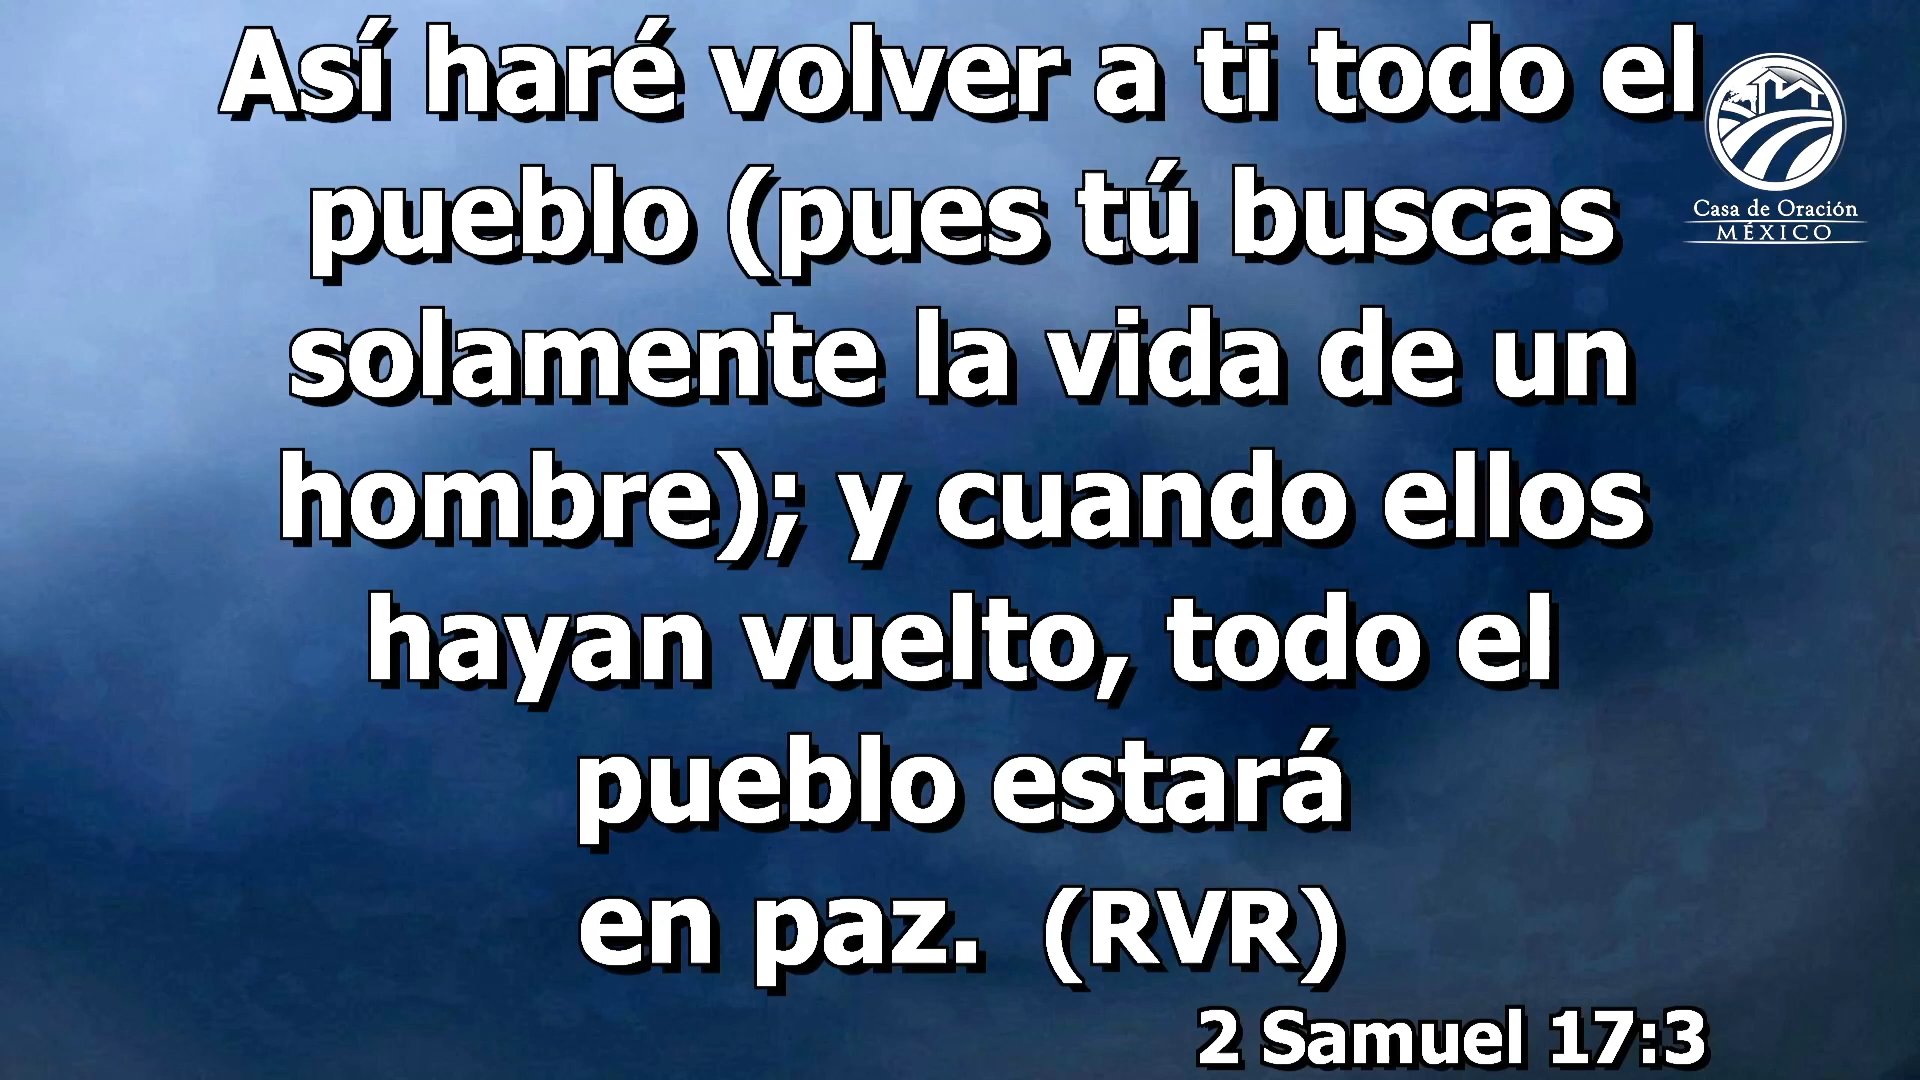 Así haré volver a ti todo el
pueblo (pues tú buscas
solamente la vida de un
hombre); y cuando ellos
hayan vuelto, todo el
pueblo estará
en paz.  (RVR)
2 Samuel 17:3
Casa de Oración
MÉXICO